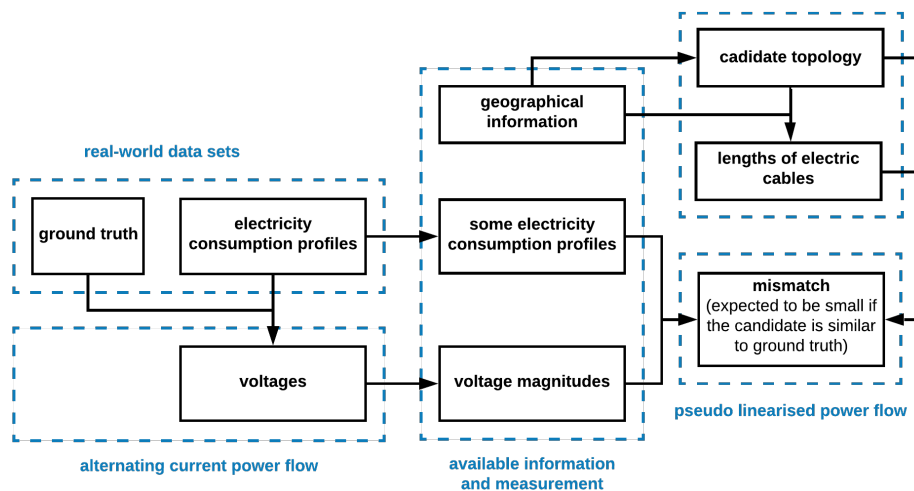 real-world data sets
ground truth
electricity
consumption profiles
voltages
alternating current power flow
geographical
information
some electricity
consumption profiles
voltage magnitudes
available information
and measurement
cadidate topology
lengths of electric
cables
mismatch
(expected to be small if
the candidate is similar
to ground truth)
pseudo linearised power flow